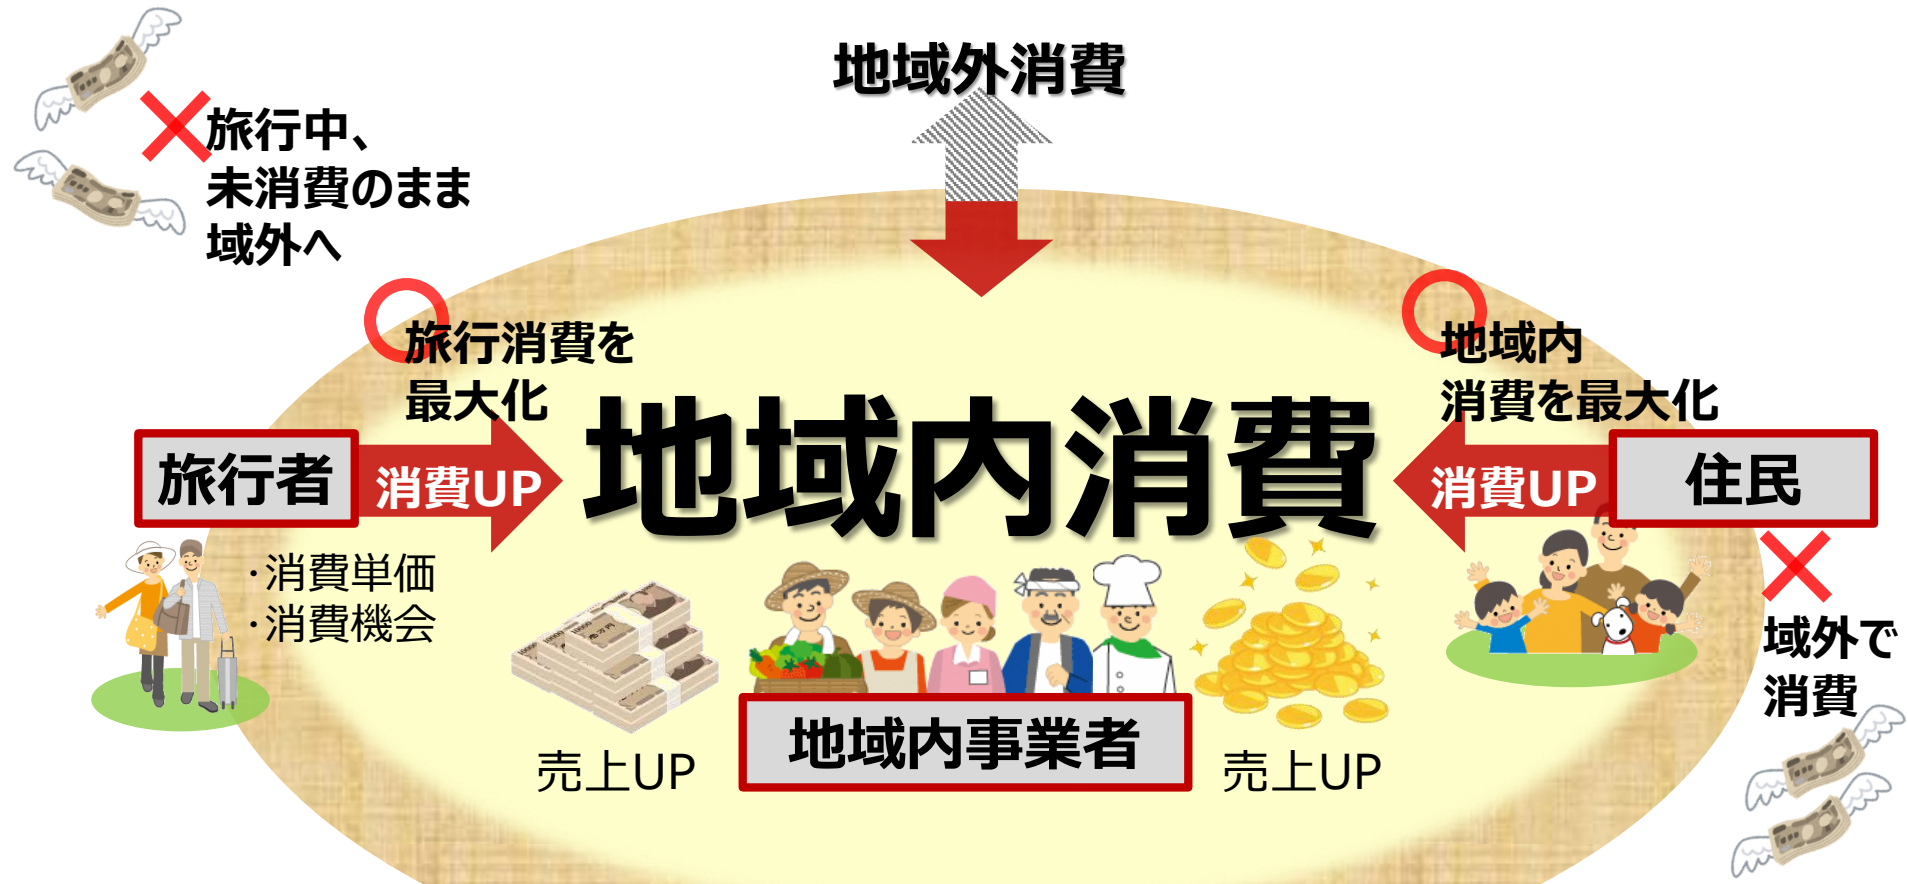 地域外消費
旅行中、
未消費のまま
域外へ
旅行消費を
最大化
地域内
消費を最大化
地域内消費
旅行者
消費UP
消費UP
住民
・消費単価
・消費機会
域外で
消費
地域内事業者
売上UP
売上UP